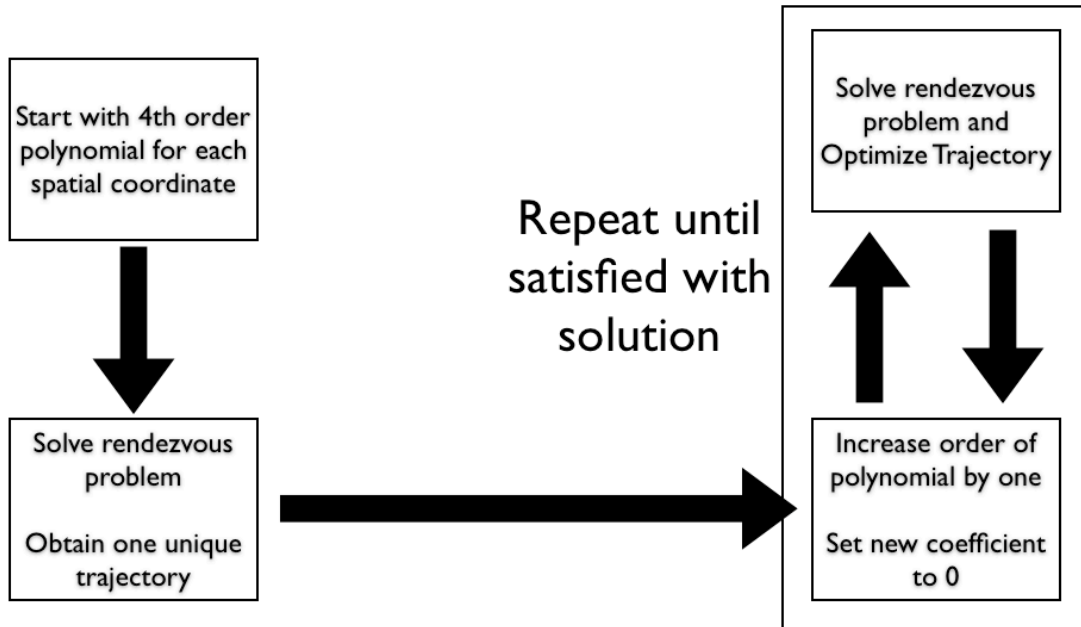 Start with 4th order
polynomial for each
spatial coordinate
Solve rendezvous
problem
Obtain one unique
trajectory
Repeat until
satisfied with
solution
Solve rendezvous
problem and
Optimize Trajectory
Increase order of
polynomial by one
Set new coefficient
to 0